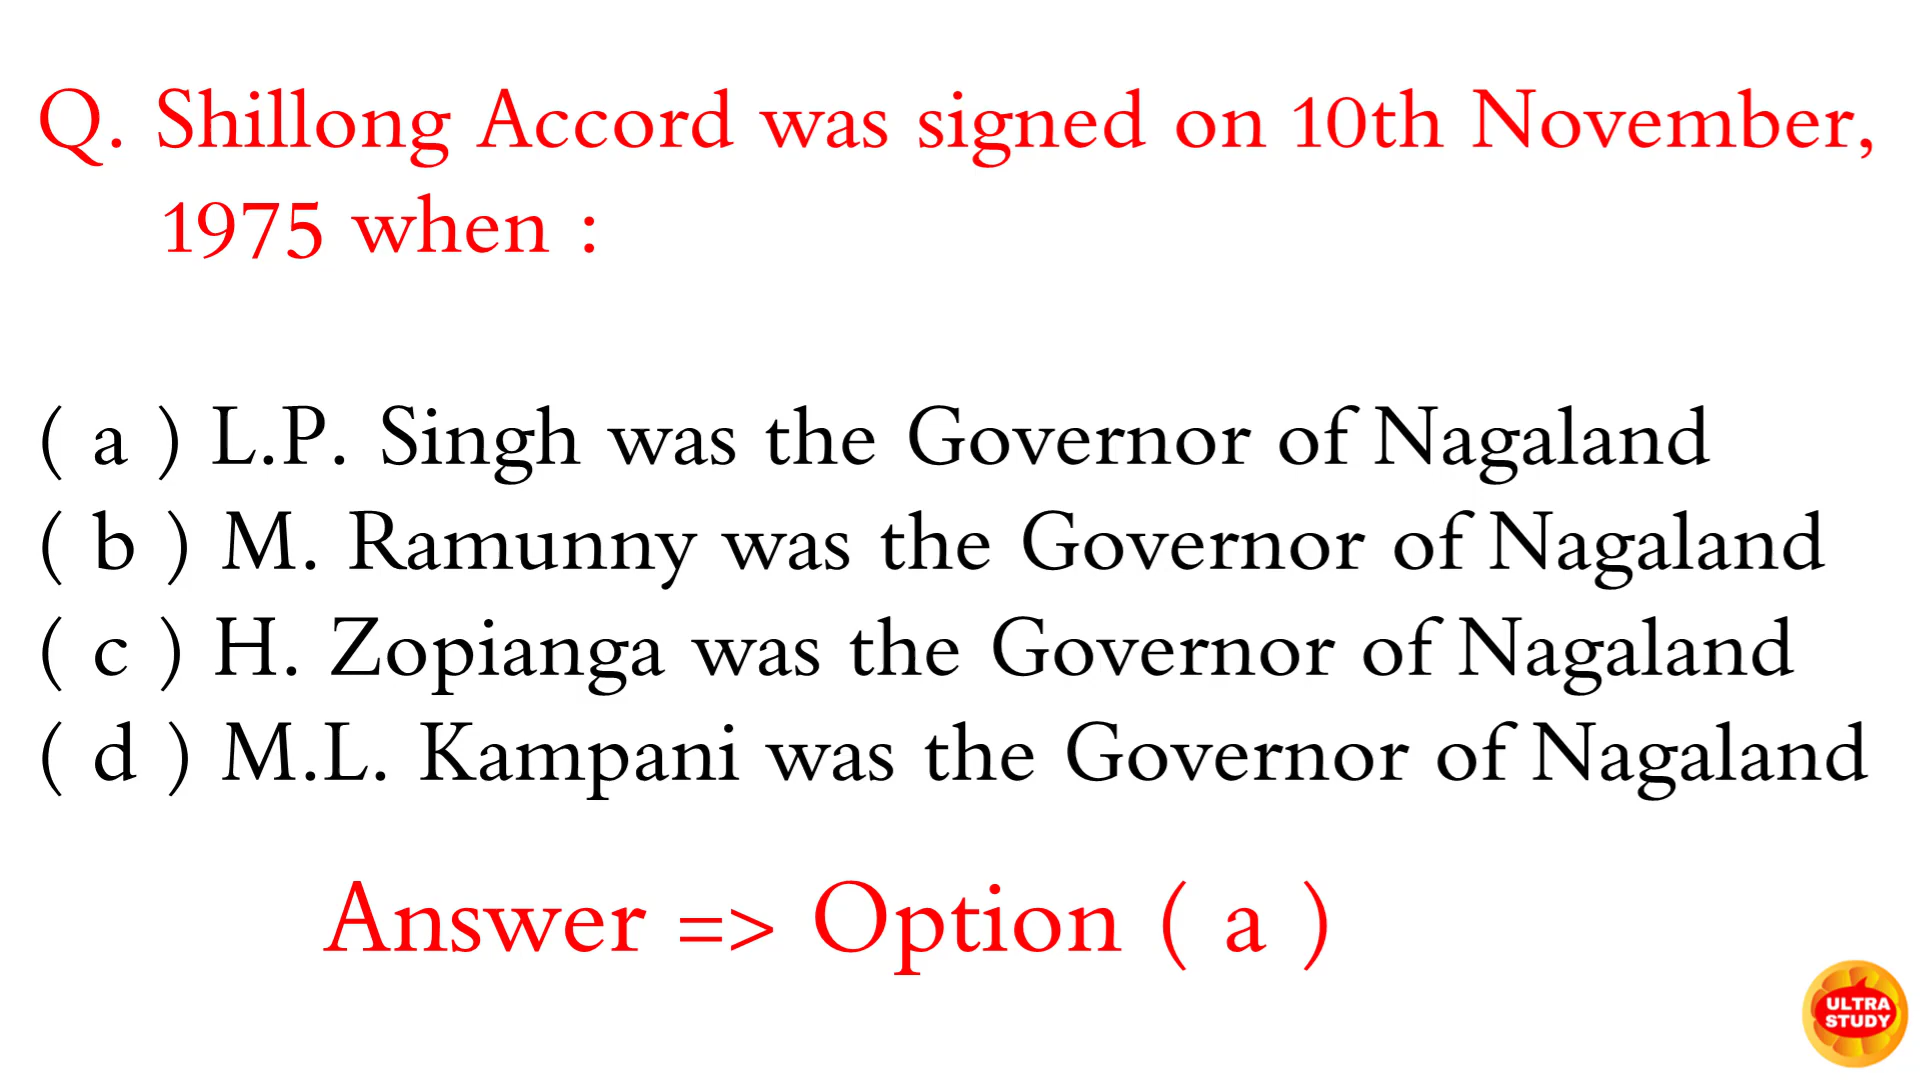 Q. Shillong Accord was signed on 10th November,
1975 when :
( a ) L.P. Singh was the Governor of Nagaland
( b ) M. Ramunny was the Governor of Nagaland
( c ) H. Zopianga was the Governor of Nagaland
( d ) M.L. Kampani was the Governor of Nagaland
Answer => Option ( a )
ULTRA
STUDY